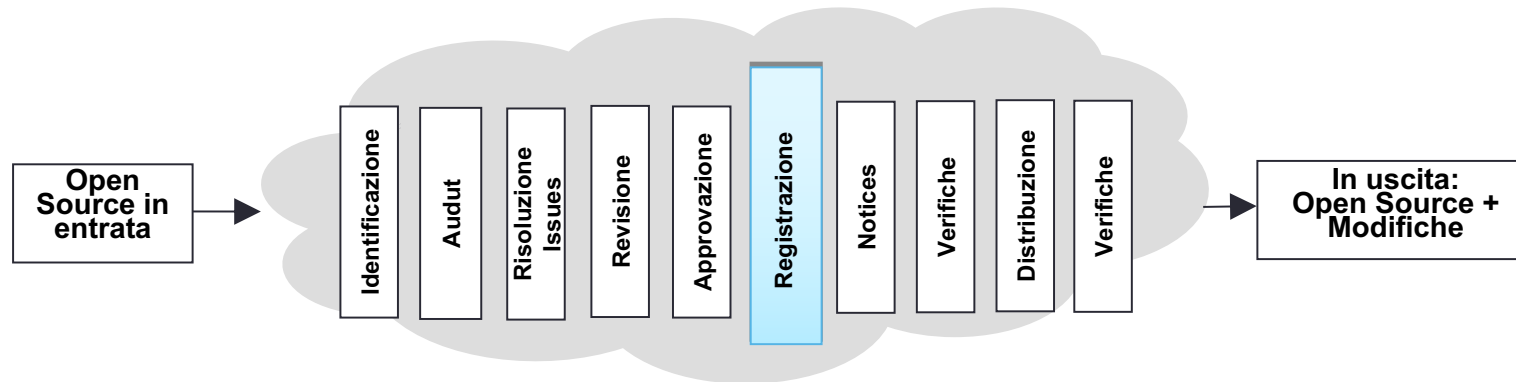 Open
Source in
entrata
Identificazione
Audut
Risoluzione
Issues
Revisione
Approvazione
Registrazione
Notices
Verifiche
Distribuzione
Verifiche
In uscita:
Open Source +
Modifiche